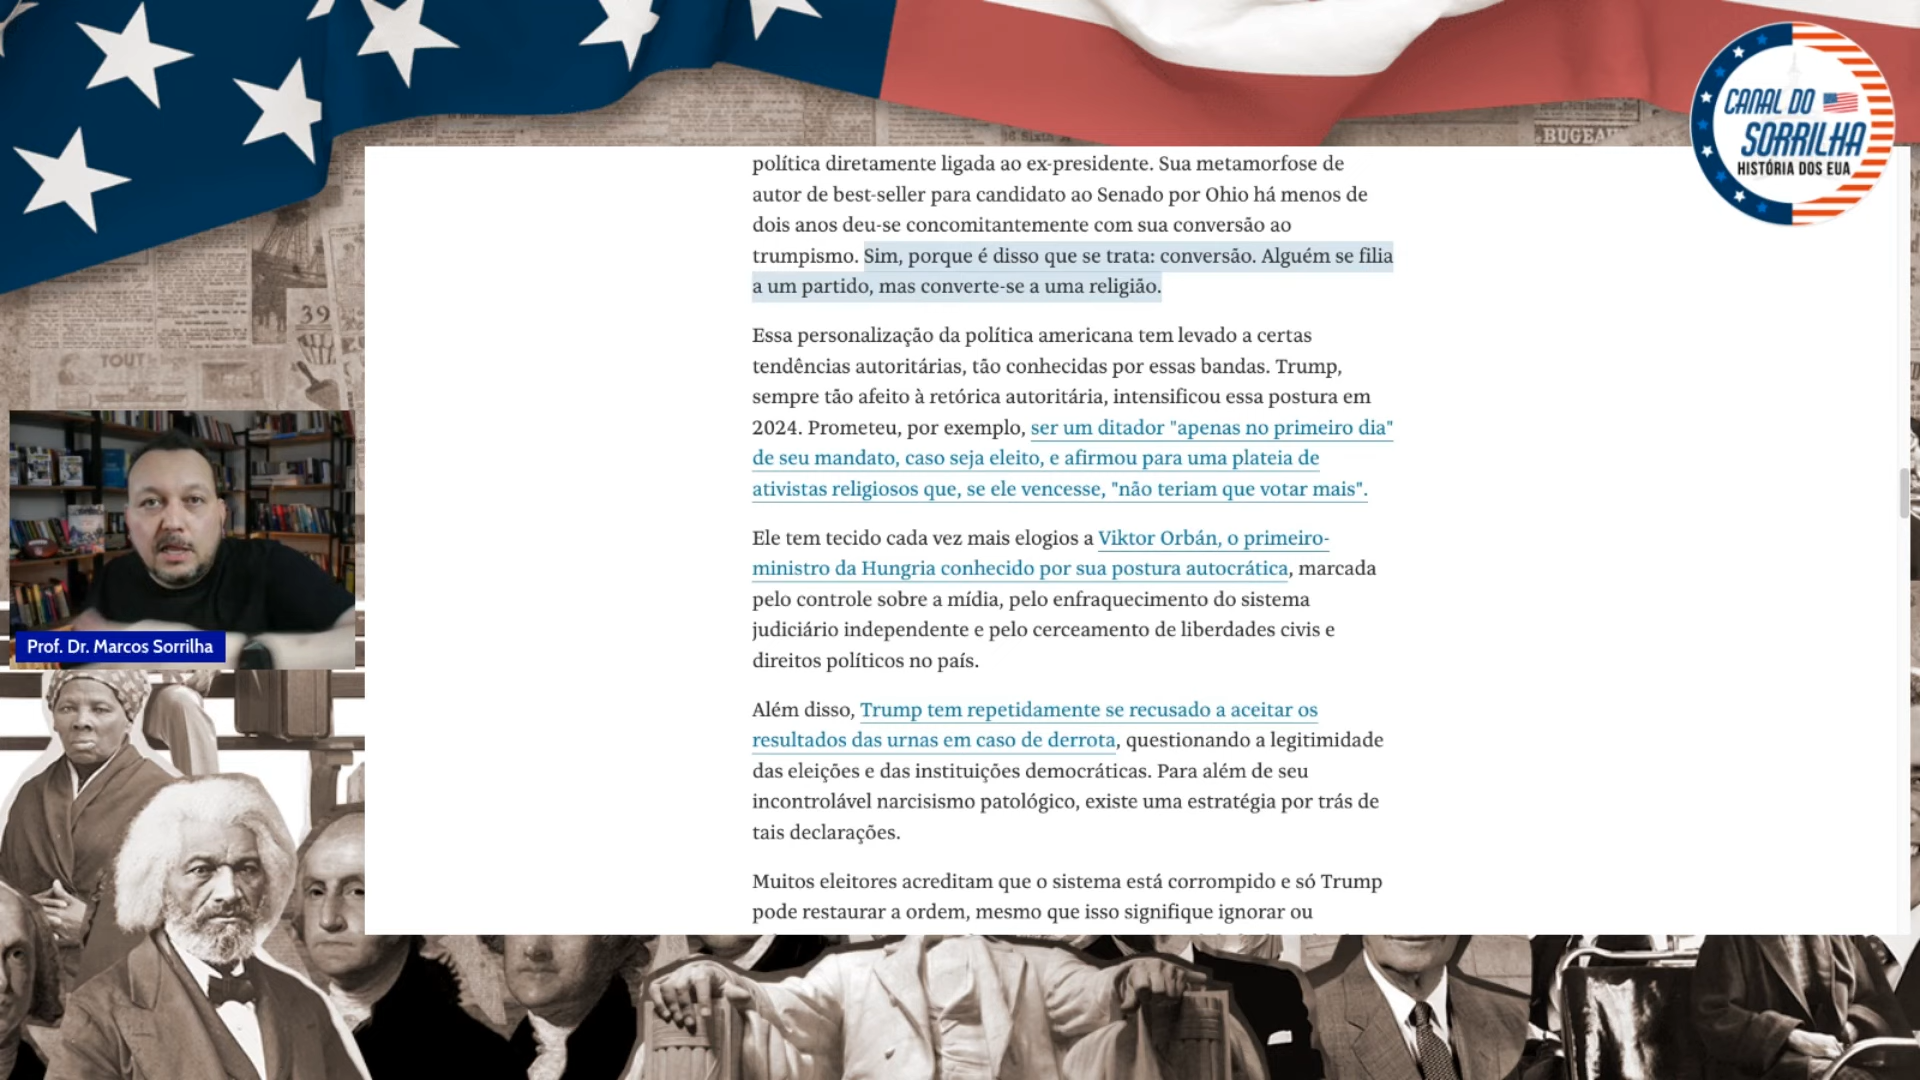 CANAL DO
SORRILHA
HISTÓRIA DOS EUA
.BUGEAU
39
TOUT
política diretamente ligada ao ex-presidente. Sua metamorfose de
autor de best-seller para candidato ao Senado por Ohio há menos de
dois anos deu-se concomitantemente com sua conversão ao
trumpismo. Sim, porque é disso que se trata: conversão. Alguém se filia
a um partido, mas converte-se a uma religião.
Essa personalização da política americana tem levado a certas
tendências autoritárias, tão conhecidas por essas bandas. Trump,
sempre tão afeito à retórica autoritária, intensificou essa postura em
2024. Prometeu, por exemplo, ser um ditador "apenas no primeiro dia"
de seu mandato, caso seja eleito, e afirmou para uma plateia de
ativistas religiosos que, se ele vencesse, "não teriam que votar mais".
Ele tem tecido cada vez mais elogios a Viktor Orbán, o primeiro-
ministro da Hungria conhecido por sua postura autocrática, marcada
pelo controle sobre a mídia, pelo enfraquecimento do sistema
judiciário independente e pelo cerceamento de liberdades civis e
direitos políticos no país.
Além disso, Trump tem repetidamente se recusado a aceitar os
resultados das urnas em caso de derrota, questionando a legitimidade
das eleições e das instituições democráticas. Para além de seu
incontrolável narcisismo patológico, existe uma estratégia por trás de
tais declarações.
Muitos eleitores acreditam que o sistema está corrompido e só Trump
pode restaurar a ordem, mesmo que isso signifique ignorar ou
Prof. Dr. Marcos Sorrilha